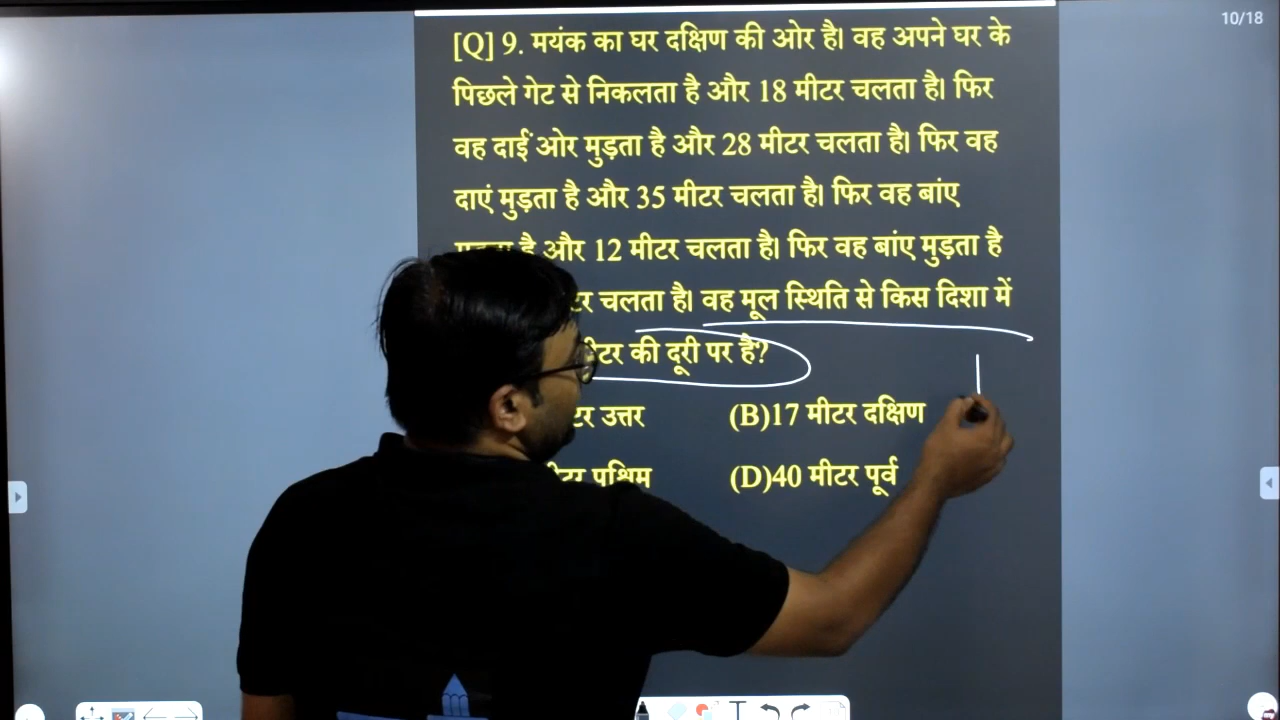 10/18
[Q] 9. मयंक का घर दक्षिण की ओर है। वह अपने घर के
पिछले गेट से निकलता है और 18 मीटर चलता है। फिर
वह दाईं ओर मुड़ता है और 28 मीटर चलता है। फिर वह
दाएं मुड़ता है और 35 मीटर चलता है। फिर वह बांए
है और 12 मीटर चलता है। फिर वह बांए मुड़ता है
चलता है। वह मूल स्थिति से किस दिशा में
की दूरी पर है?
उत्तर (B)17 मीटर दक्षिण
पश्चिम (D)40 मीटर पूर्व